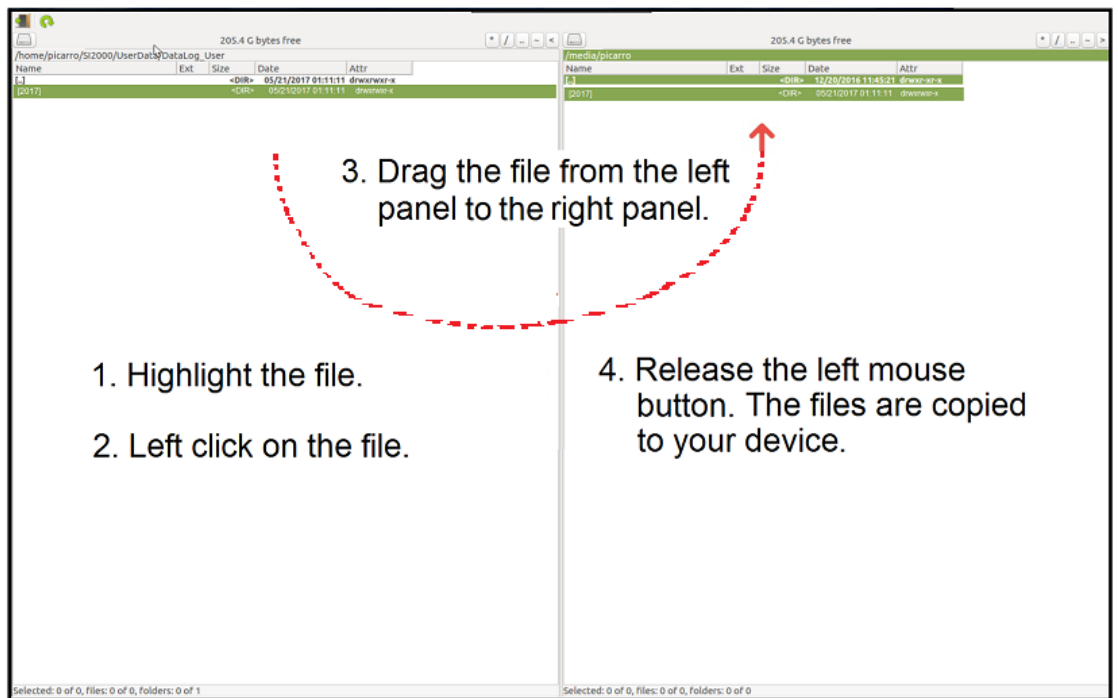 205.4 G bytes free
* / .. ~ <
/home/picarro/SI2000/UserData/DataLog_User
Name Ext Size Date Attr
[..] <DIR> 05/21/2017 01:11:11 drwxrwxr-x
[2017] <DIR> 05/21/2017 01:11:11 drwxrwxr-x
205.4 G bytes free
* / .. ~ >
/media/picarro
Name Ext Size Date Attr
[..] <DIR> 12/20/2016 11:45:21 drwxr-xr-x
[2017] <DIR> 05/21/2017 01:11:11 drwxrwxr-x
3. Drag the file from the left
panel to the right panel.
1. Highlight the file.
2. Left click on the file.
4. Release the left mouse
button. The files are copied
to your device.
Selected: 0 of 0, files: 0 of 0, folders: 0 of 1
Selected: 0 of 0, files: 0 of 0, folders: 0 of 0